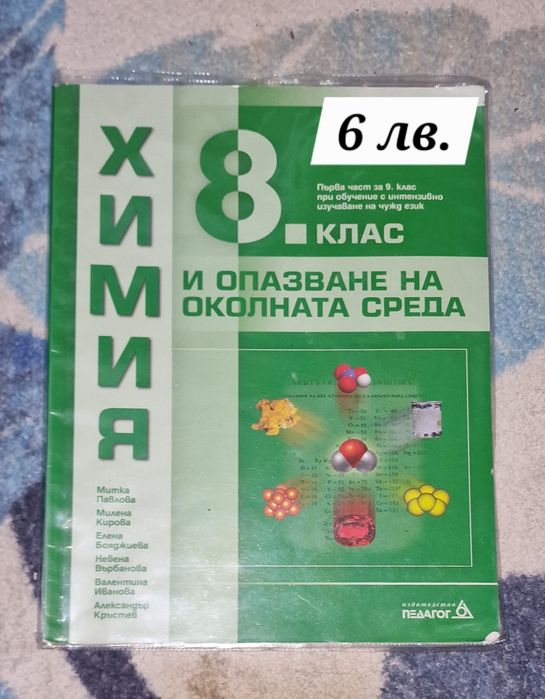 6 лв.
ХИМИЯ
8.
Първа част за 9. клас
при обучение с интензивно
изучаване на чужд език
КЛАС
И ОПАЗВАНЕ НА
ОКОЛНАТА СРЕДА
Митка
Павлова
Милена
Кирова
Елена
Бояджиева
Невена
Върбанова
Валентина
Иванова
Александър
Кръстев
издателство
ПЕДАГОГ 6